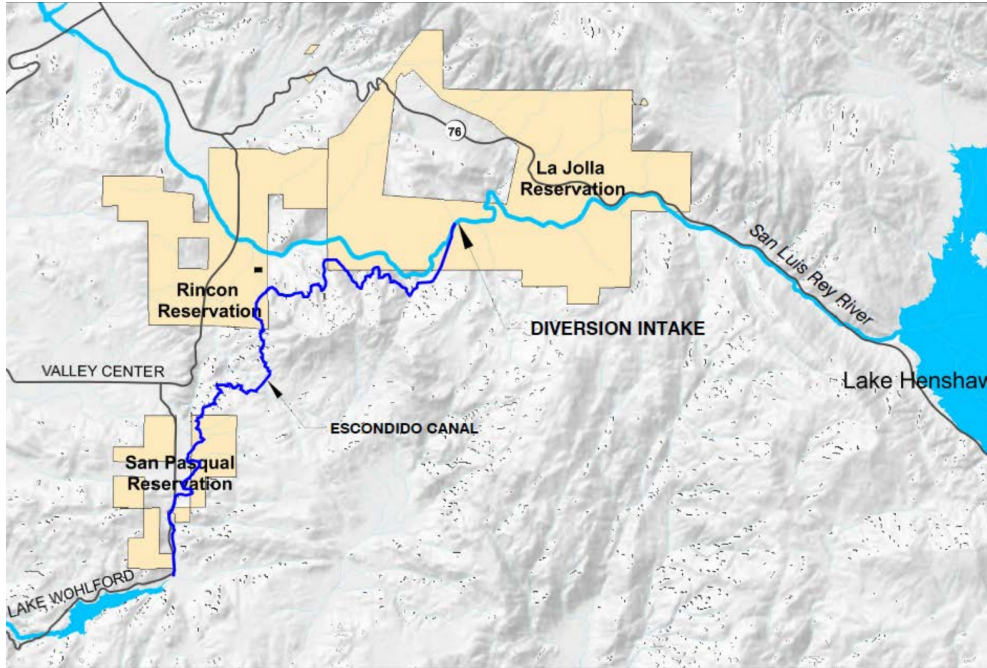 76
La Jolla
Reservation
San Luis Rey River
Rincon
Reservation
DIVERSION INTAKE
VALLEY CENTER
Lake Henshaw
ESCONDIDO CANAL
San Pasqual
Reservation
LAKE WOHLFORD